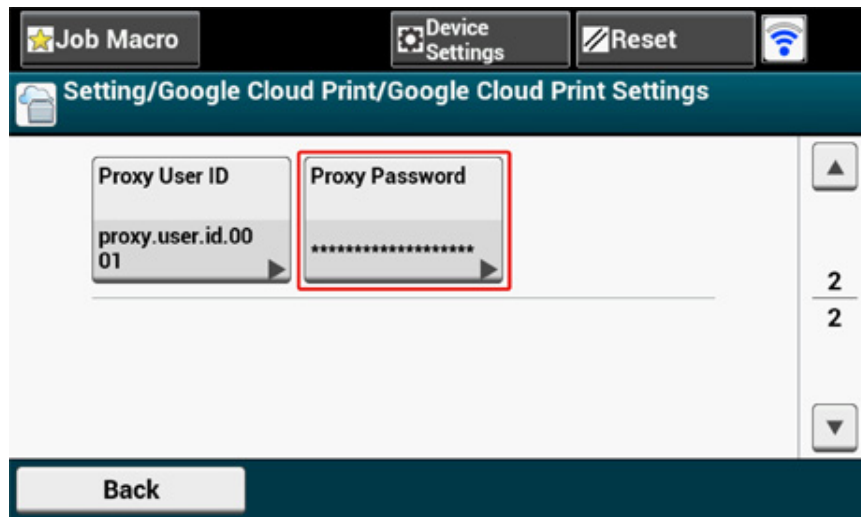 Job Macro
Device
Settings
Reset
Setting/Google Cloud Print/Google Cloud Print Settings
Proxy User ID
proxy.user.id.00
01
Proxy Password
*******************
2
2
Back